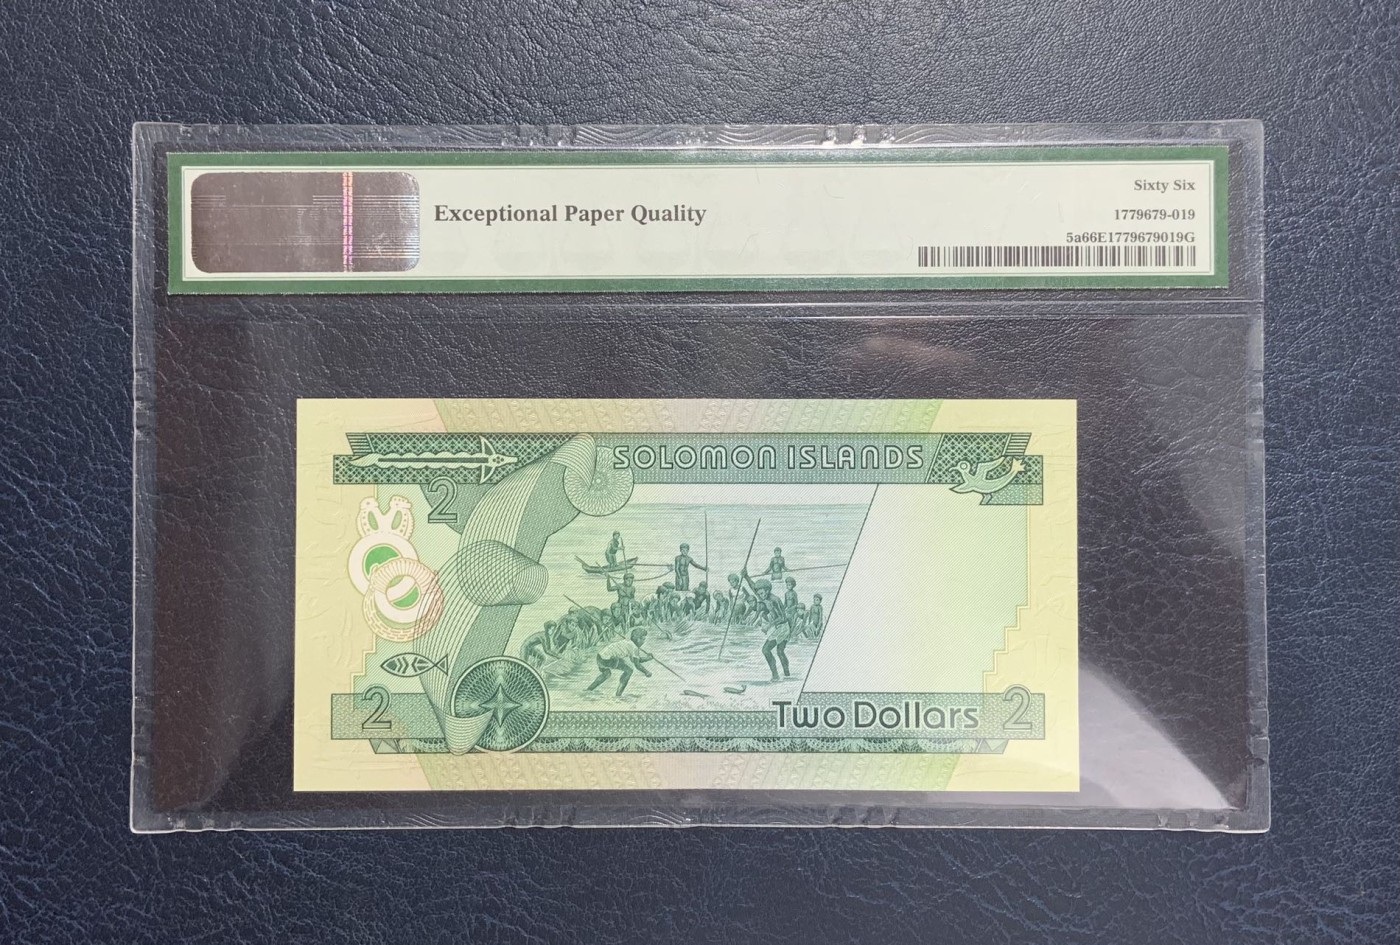 Exceptional Paper Quality
Sixty Six
1779679-019
5a66E1779679019G
SOLOMON ISLANDS
2
2
Two Dollars
2